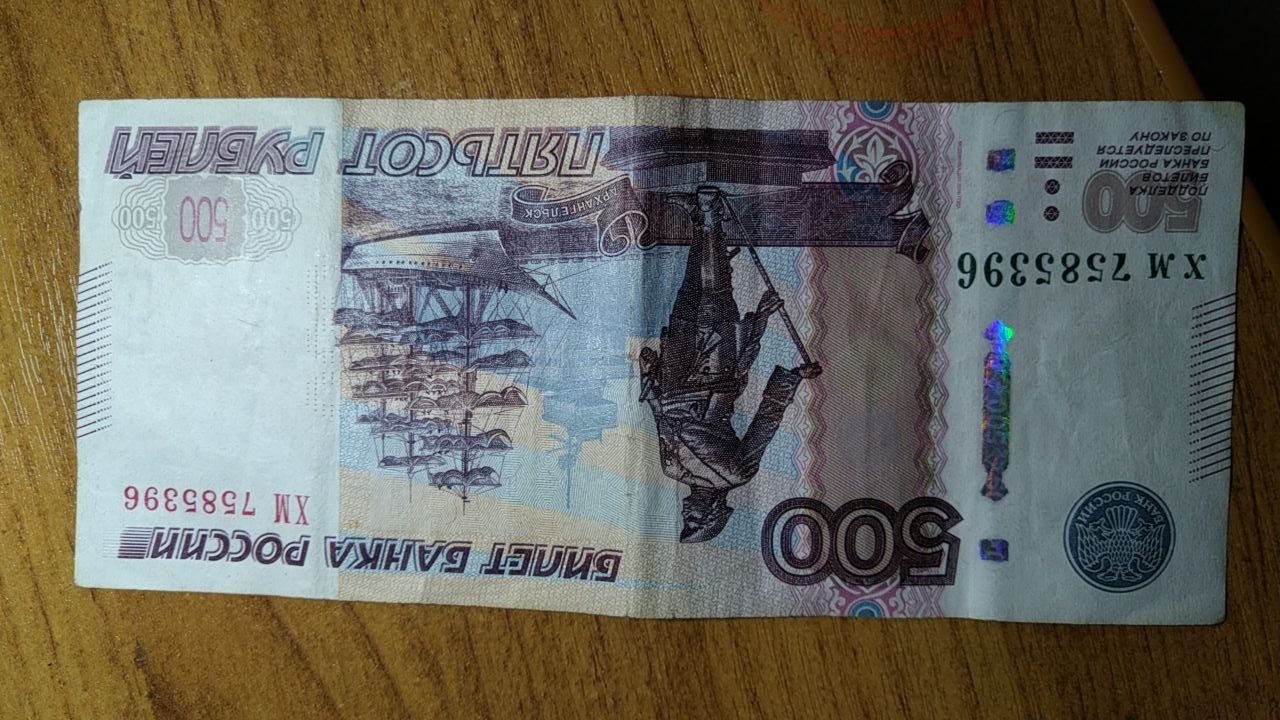 БИЛЕТ БАНКА РОССИИ
БАНК РОССИИ
500
ХМ 7585396
ХМ 7585396
АРХАНГЕЛЬСК
500
500
500
500
ПОДДЕЛКА
БИЛЕТОВ
БАНКА РОССИИ
ПРЕСЛЕДУЕТСЯ
ПО ЗАКОНУ
ПЯТЬСОТ РУБЛЕЙ